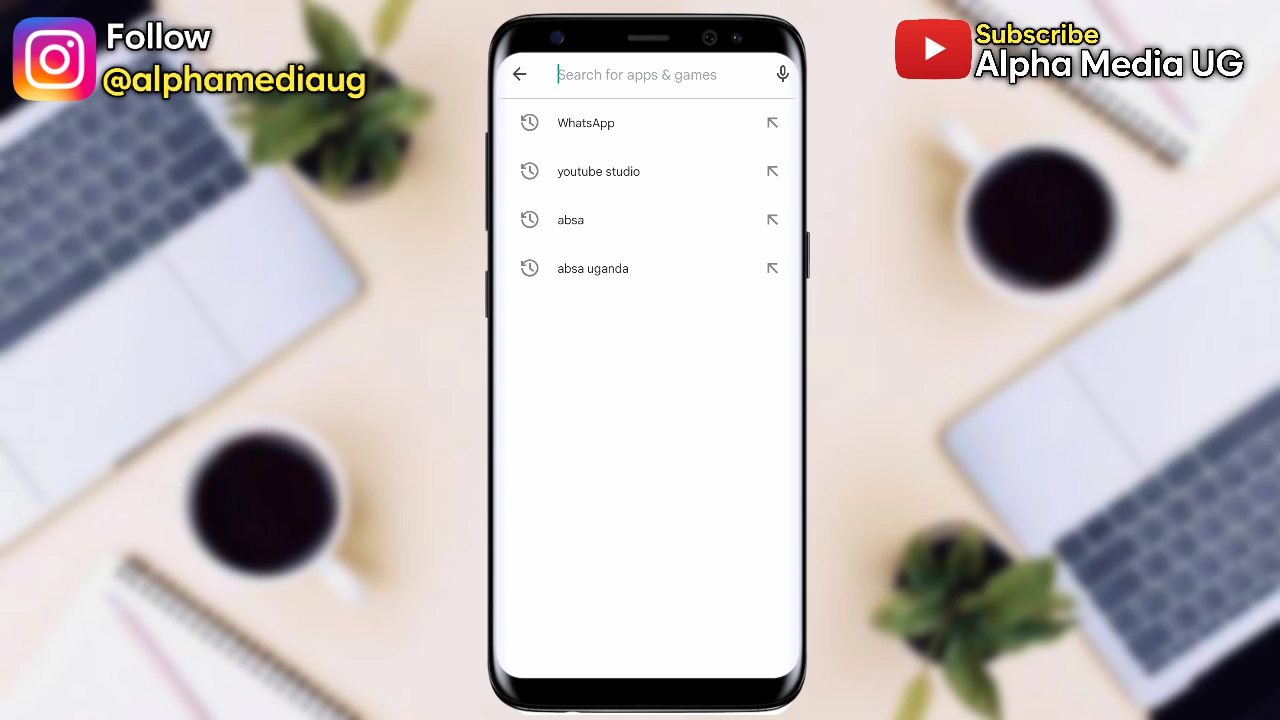 Follow
@alphamediaug
Subscribe
Alpha Media UG
Search for apps & games
WhatsApp
youtube studio
absa
absa uganda